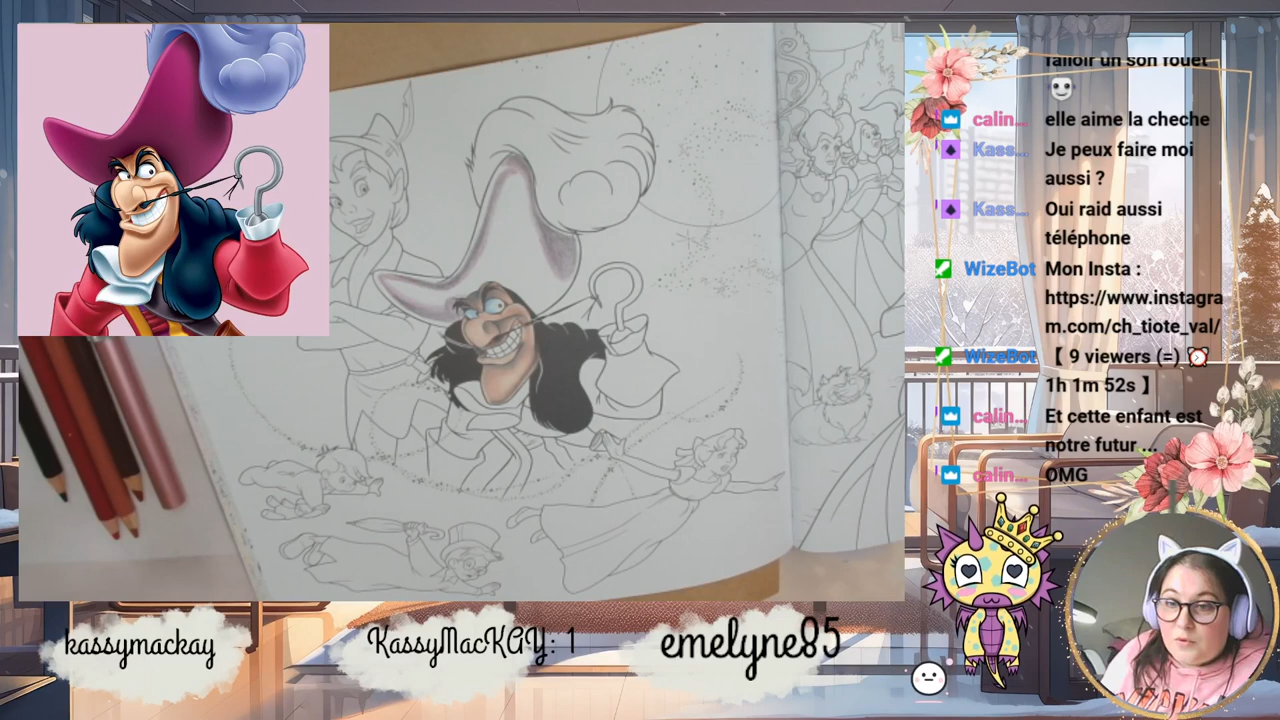 falloir un son fouet
calin... elle aime la cheche
Kass... Je peux faire moi
aussi ?
Kass... Oui raid aussi
téléphone
WizeBot Mon Insta :
https://www.instagra
m.com/ch_tiote_val/
WizeBot 【 9 viewers (=) ⏰
1h 1m 52s 】
calin... Et cette enfant est
notre futur ...
calin... OMG
kassymackay
KassyMacKAY: 1
emelyne85